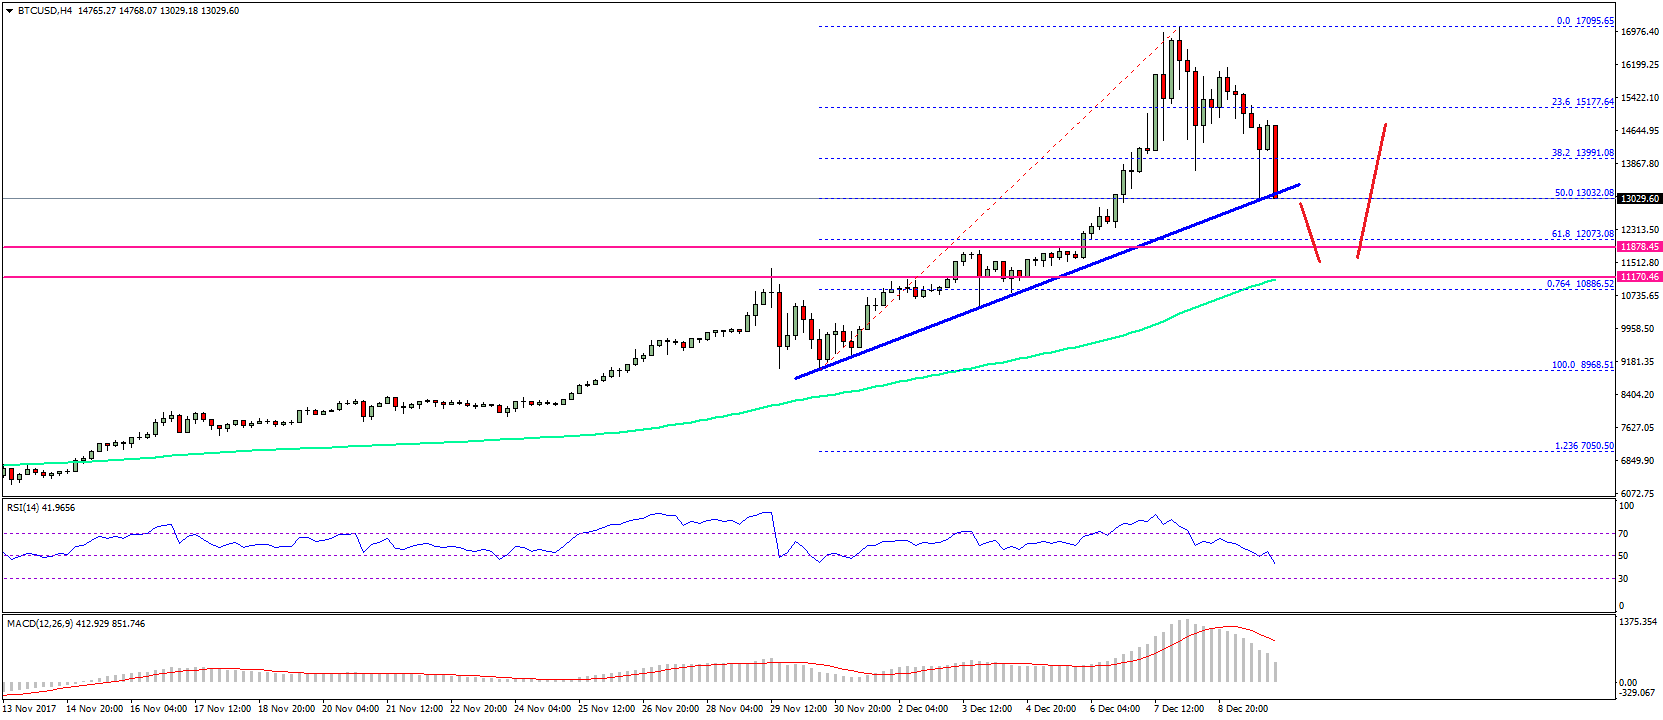 BTCUSD,H4 14765.27 14768.07 13029.18 13029.60
0.0 17095.65
16976.40
16199.25
23.6 15177.64
15422.10
14644.95
38.2 13991.08
13867.80
50.0 13032.08
13029.60
61.8 12073.08
12313.50
11878.45
11512.80
11170.46
0.764 10886.52
10735.65
9958.50
100.0 8968.51
9181.35
8404.20
7627.05
1.236 7050.50
6849.90
6072.75
RSI(14) 41.9656
100
70
50
30
0
MACD(12,26,9) 412.929 851.746
1375.354
0.00
-329.067
13 Nov 2017
14 Nov 20:00
16 Nov 04:00
17 Nov 12:00
18 Nov 20:00
20 Nov 04:00
21 Nov 12:00
22 Nov 20:00
24 Nov 04:00
25 Nov 12:00
26 Nov 20:00
28 Nov 04:00
29 Nov 12:00
30 Nov 20:00
2 Dec 04:00
3 Dec 12:00
4 Dec 20:00
6 Dec 04:00
7 Dec 12:00
8 Dec 20:00